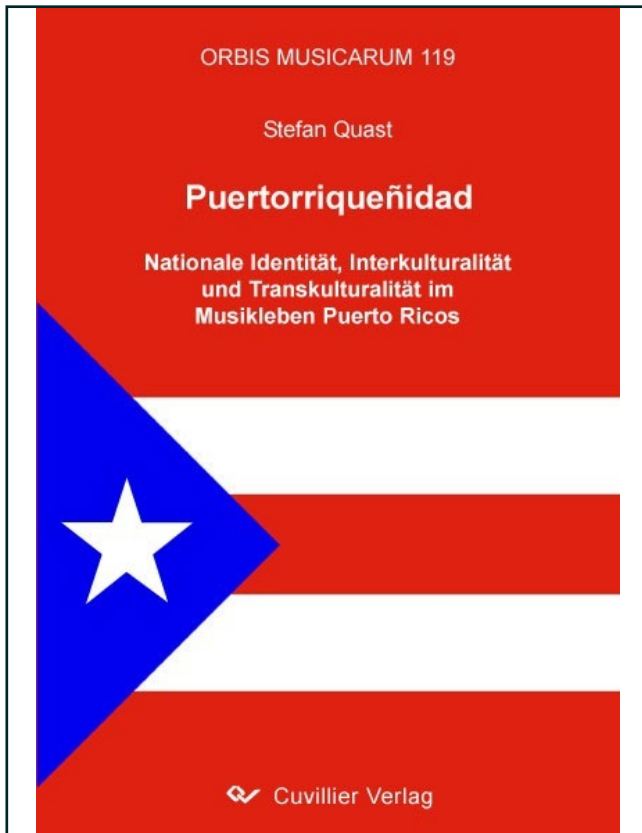 ORBIS MUSICARUM 119
Stefan Quast
Puertorriqueñidad
Nationale Identität, Interkulturalität
und Transkulturalität im
Musikleben Puerto Ricos
Cuvillier Verlag